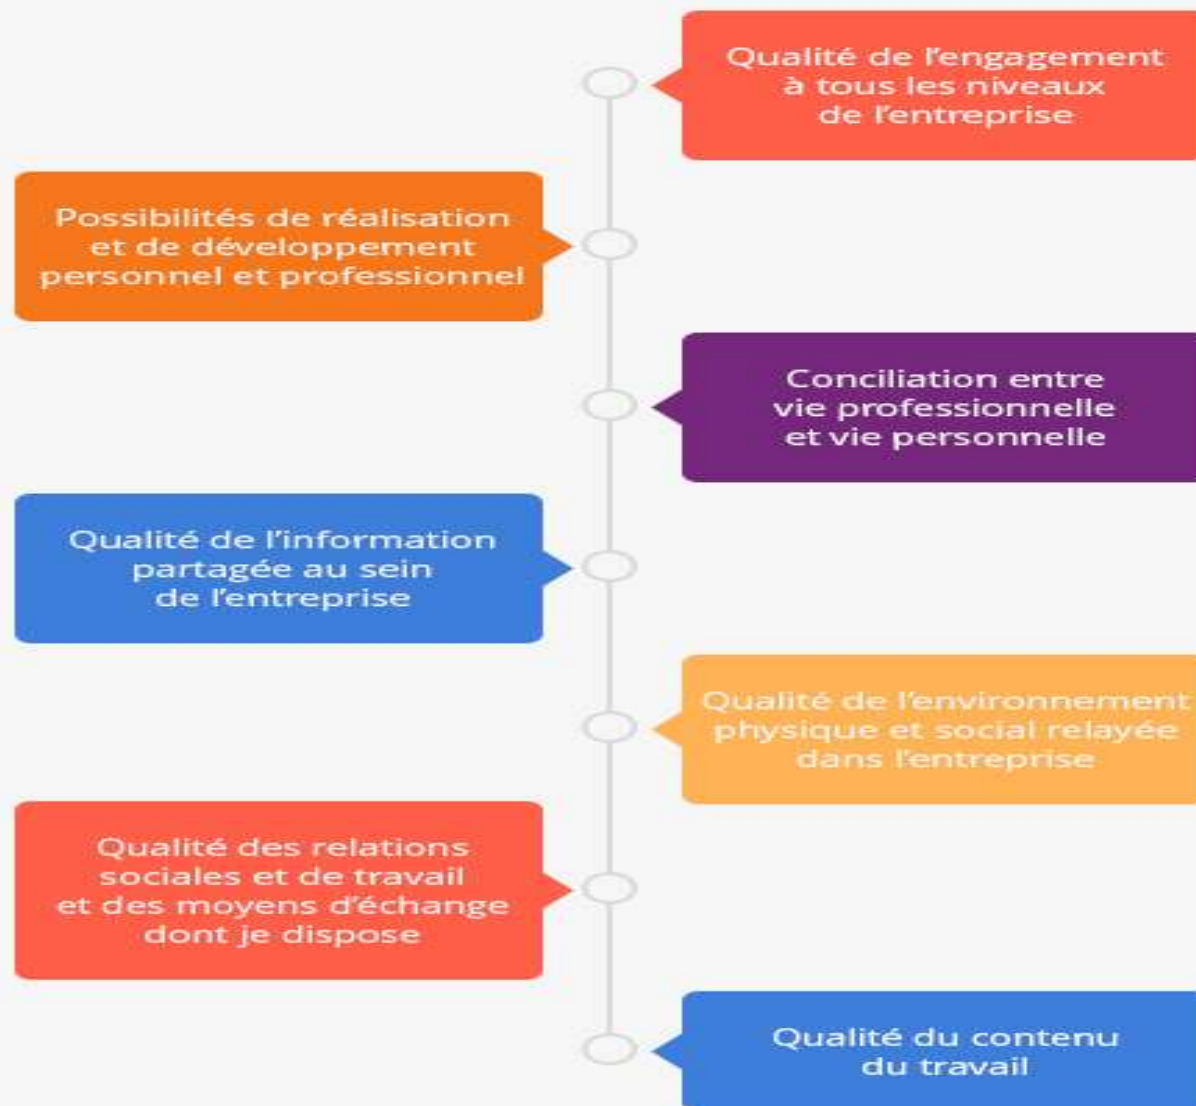 Qualité de l'engagement
à tous les niveaux
de l'entreprise
Possibilités de réalisation
et de développement
personnel et professionnel
Conciliation entre
vie professionnelle
et vie personnelle
Qualité de l'information
partagée au sein
de l'entreprise
Qualité de l'environnement
physique et social relayée
dans l'entreprise
Qualité des relations
sociales et de travail
et des moyens d'échange
dont je dispose
Qualité du contenu
du travail